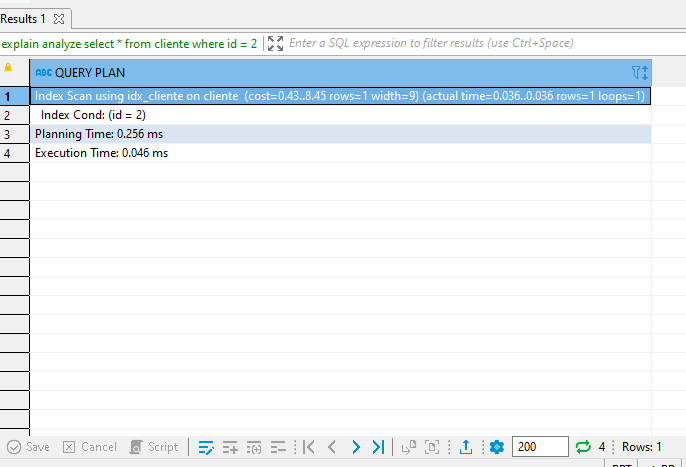 Results 1
explain analyze select * from cliente where id = 2
Enter a SQL expression to filter results (use Ctrl+Space)
ABC QUERY PLAN
1 Index Scan using idx_cliente on cliente (cost=0.43..8.45 rows=1 width=9) (actual time=0.036..0.036 rows=1 loops=1)
2 Index Cond: (id = 2)
3 Planning Time: 0.256 ms
4 Execution Time: 0.046 ms
Save Cancel Script 200 4 Rows: 1